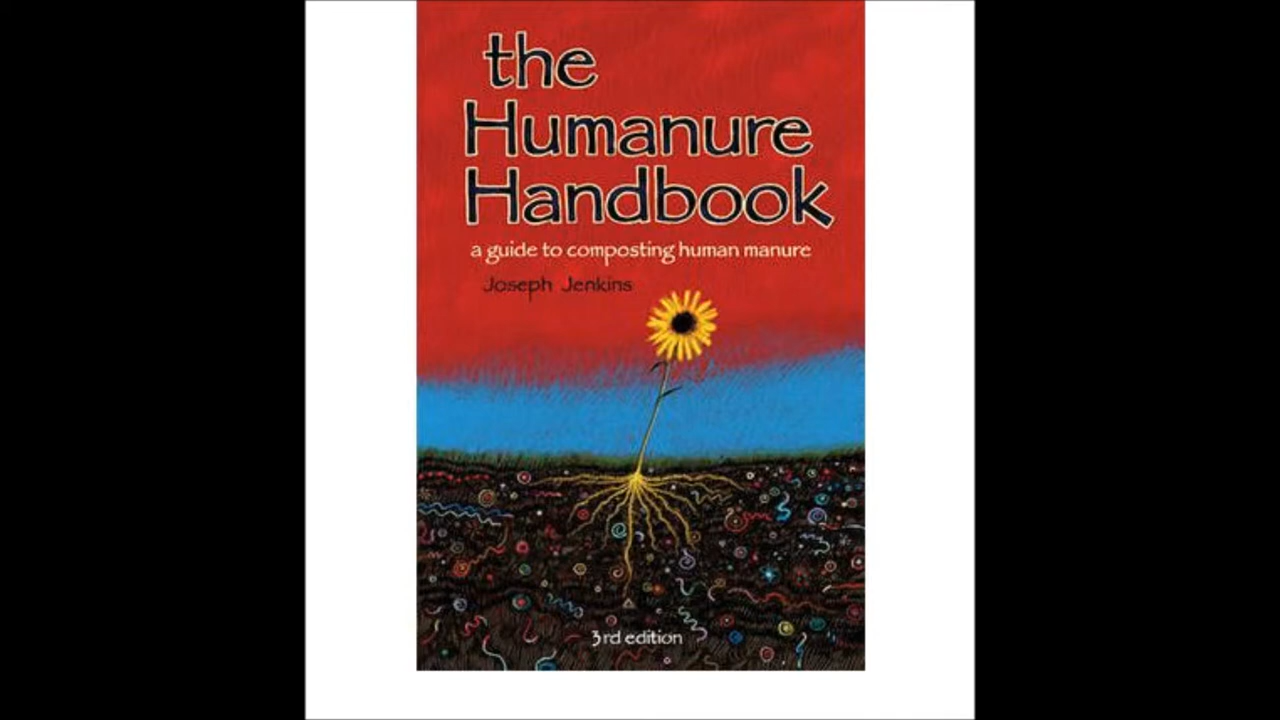 the
Humanure
Handbook
a guide to composting human manure
Joseph Jenkins
3rd edition